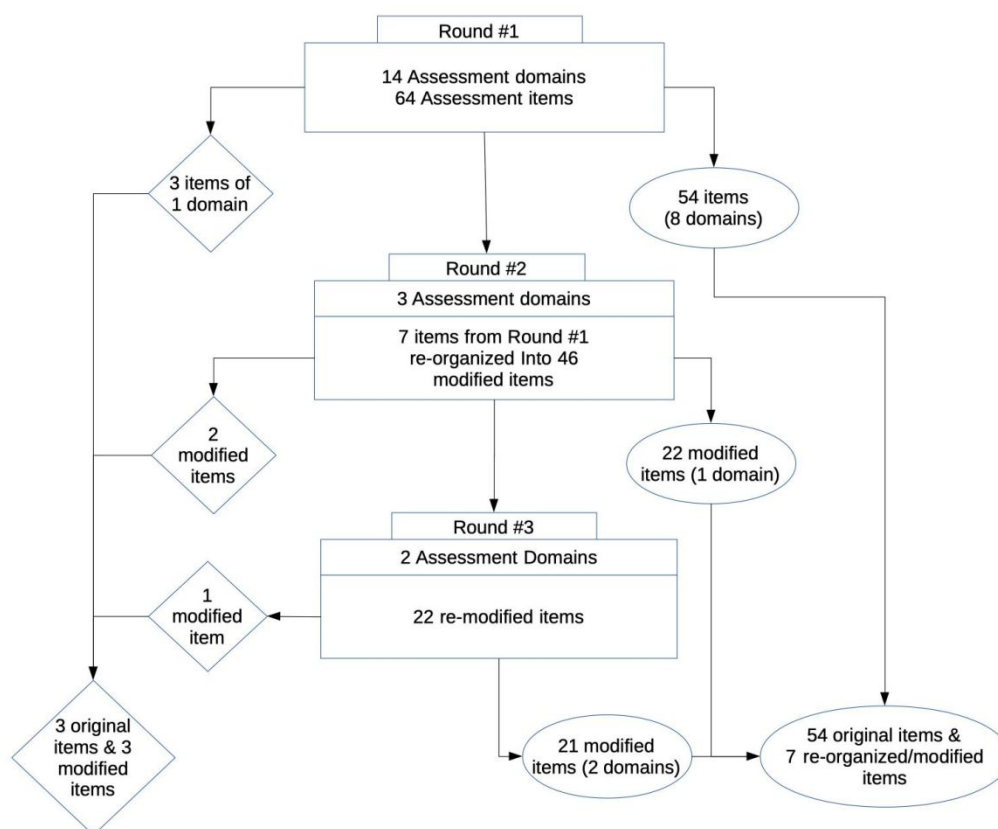 Round #1
14 Assessment domains
64 Assessment items
3 items of
1 domain
54 items
(8 domains)
Round #2
3 Assessment domains
7 items from Round #1
re-organized Into 46
modified items
2
modified
items
22 modified
items (1 domain)
Round #3
2 Assessment Domains
22 re-modified items
1
modified
item
3 original
items & 3
modified
items
21 modified
items (2 domains)
54 original items &
7 re-organized/modified
items